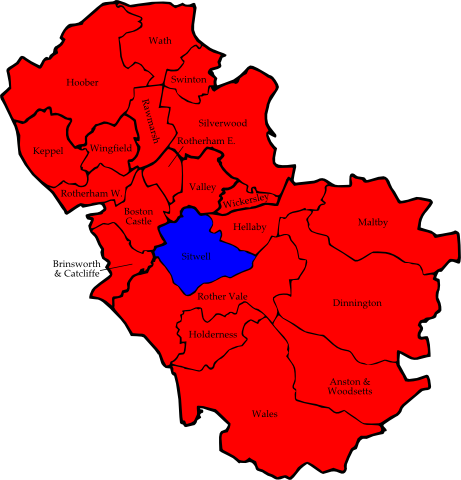 Wath
Hoober
Swinton
Rawmarsh
Silverwood
Rotherham E.
Keppel
Wingfield
Valley
Rotherham W.
Wickersley
Boston
Castle
Maltby
Hellaby
Sitwell
Brinsworth
& Catcliffe
Rother Vale
Dinnington
Holderness
Anston &
Woodsetts
Wales